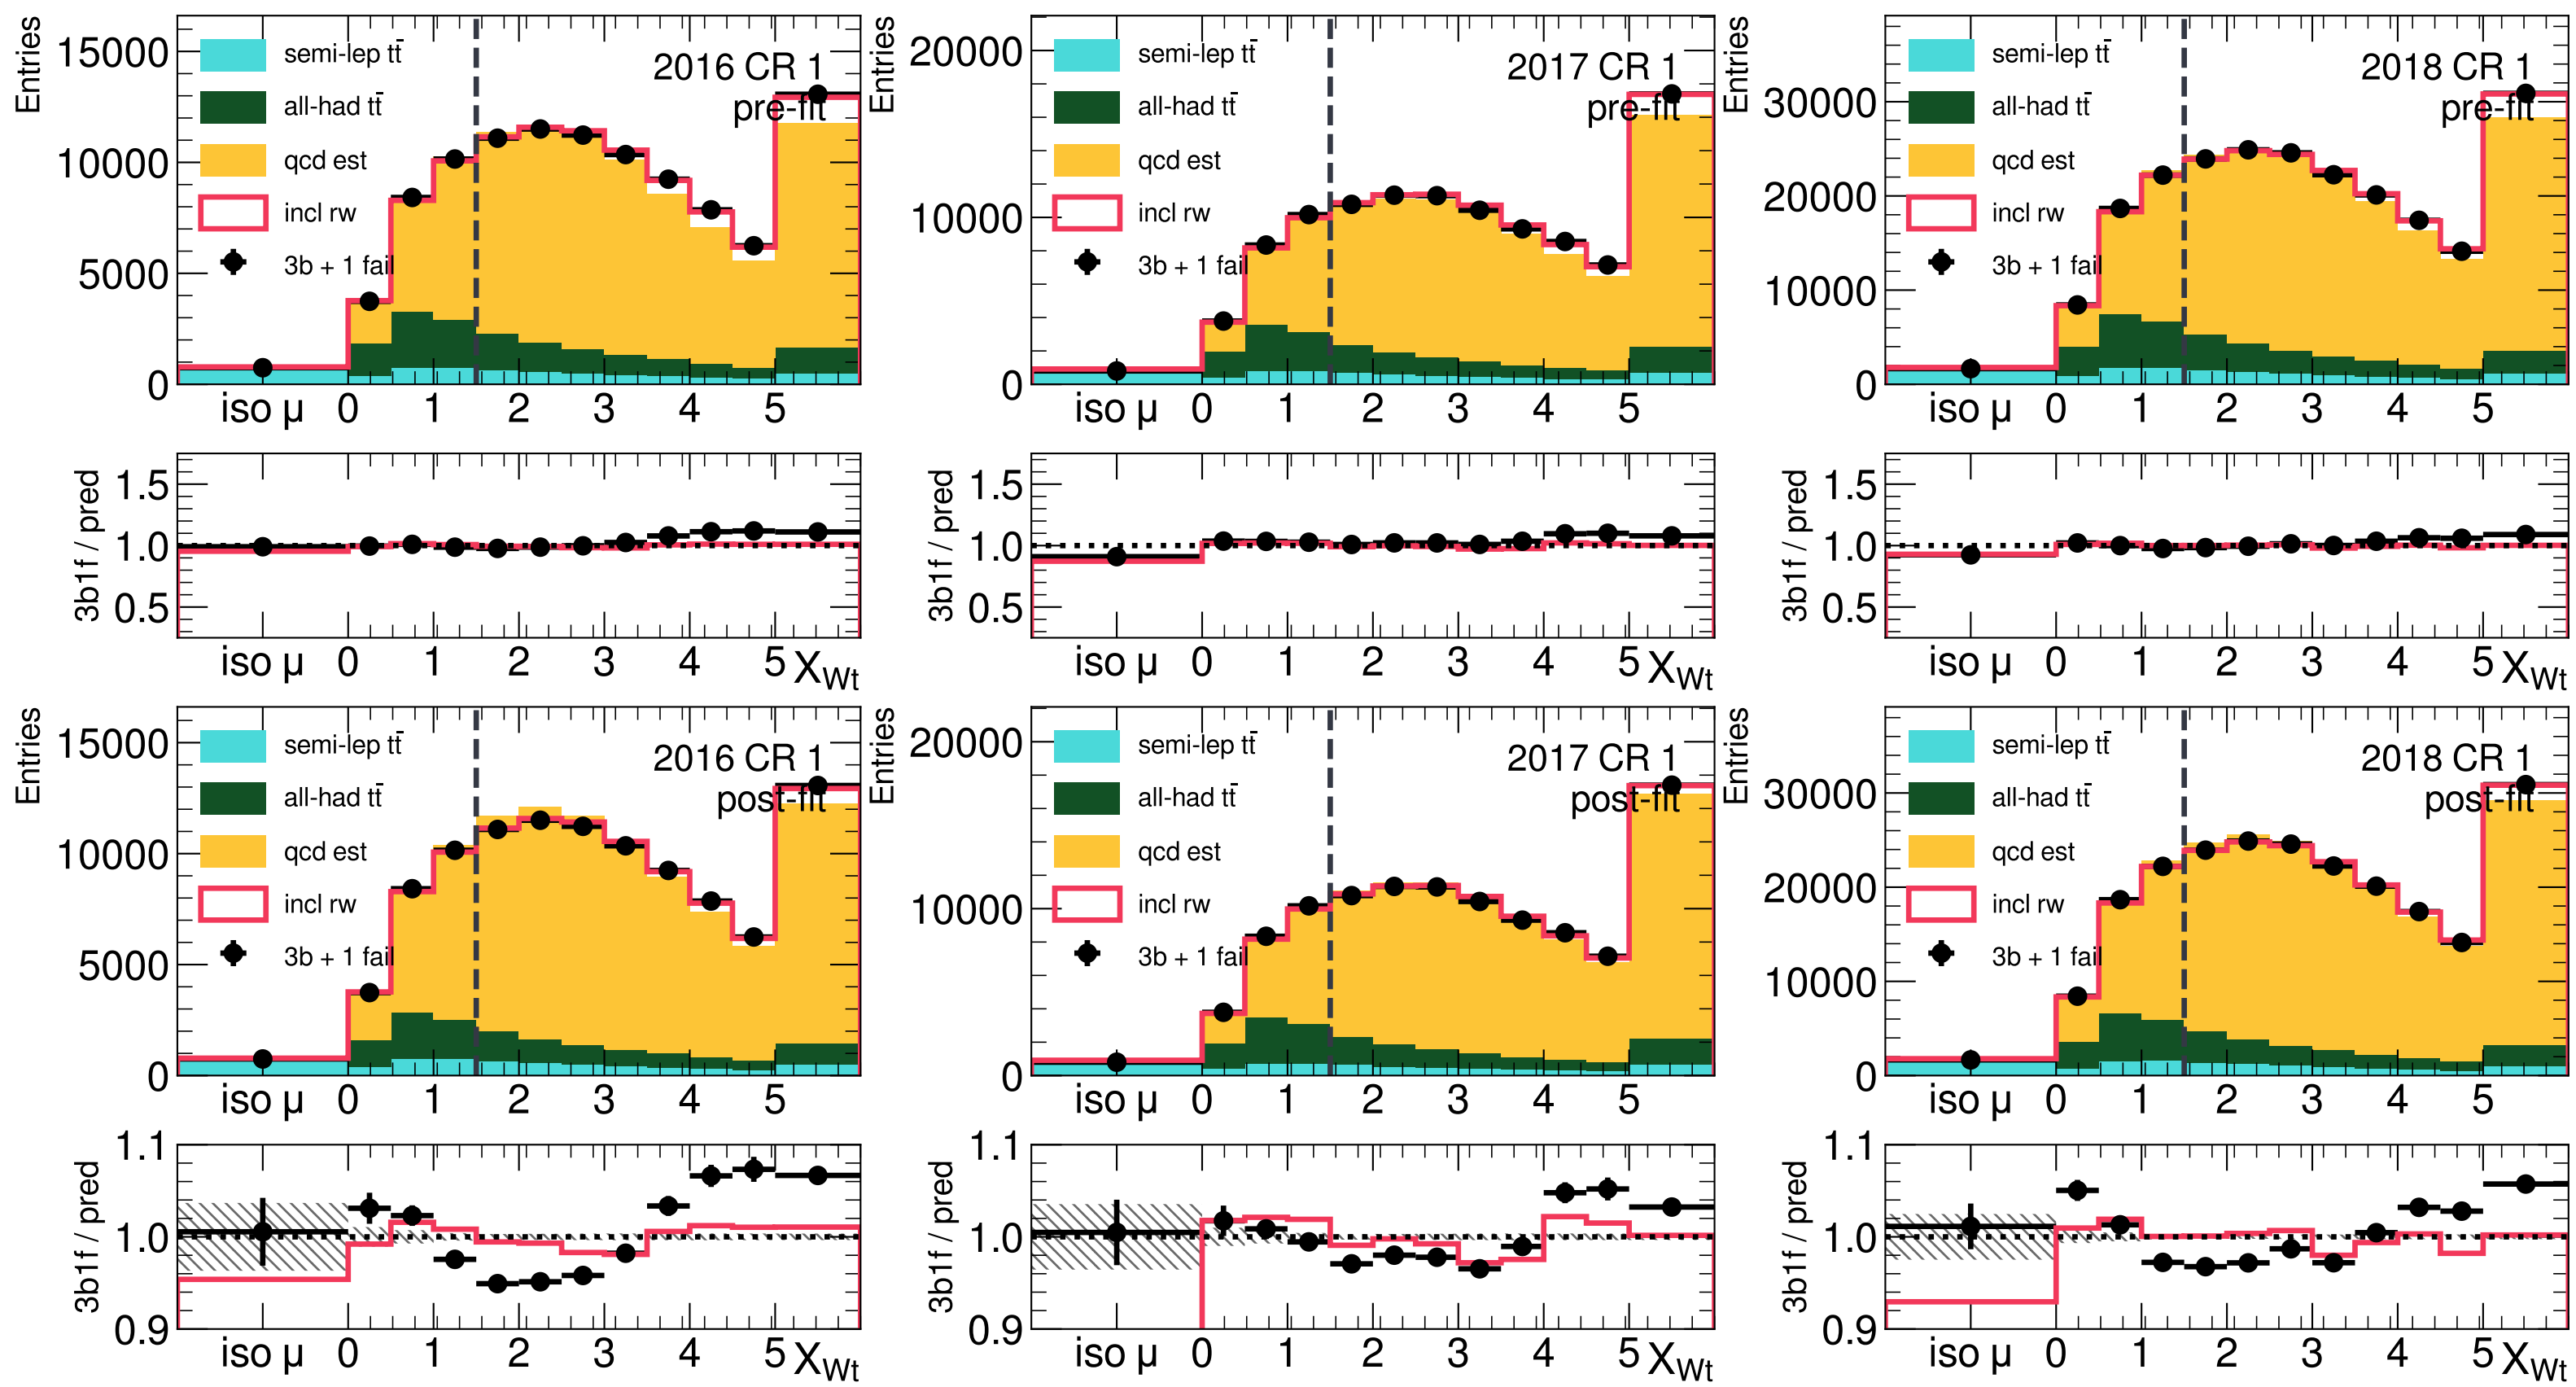 Entries
15000
10000
5000
0
semi-lep tt̄
all-had tt̄
qcd est
incl rw
3b + 1 fail
2016 CR 1
pre-fit
iso μ 0 1 2 3 4 5
Entries
20000
10000
0
semi-lep tt̄
all-had tt̄
qcd est
incl rw
3b + 1 fail
2017 CR 1
pre-fit
iso μ 0 1 2 3 4 5
Entries
30000
20000
10000
0
semi-lep tt̄
all-had tt̄
qcd est
incl rw
3b + 1 fail
2018 CR 1
pre-fit
iso μ 0 1 2 3 4 5
3b1f / pred
1.5
1.0
0.5
iso μ 0 1 2 3 4 5 X_Wt
3b1f / pred
1.5
1.0
0.5
iso μ 0 1 2 3 4 5 X_Wt
3b1f / pred
1.5
1.0
0.5
iso μ 0 1 2 3 4 5 X_Wt
Entries
15000
10000
5000
0
semi-lep tt̄
all-had tt̄
qcd est
incl rw
3b + 1 fail
2016 CR 1
post-fit
iso μ 0 1 2 3 4 5
Entries
20000
10000
0
semi-lep tt̄
all-had tt̄
qcd est
incl rw
3b + 1 fail
2017 CR 1
post-fit
iso μ 0 1 2 3 4 5
Entries
30000
20000
10000
0
semi-lep tt̄
all-had tt̄
qcd est
incl rw
3b + 1 fail
2018 CR 1
post-fit
iso μ 0 1 2 3 4 5
3b1f / pred
1.1
1.0
0.9
iso μ 0 1 2 3 4 5 X_Wt
3b1f / pred
1.1
1.0
0.9
iso μ 0 1 2 3 4 5 X_Wt
3b1f / pred
1.1
1.0
0.9
iso μ 0 1 2 3 4 5 X_Wt